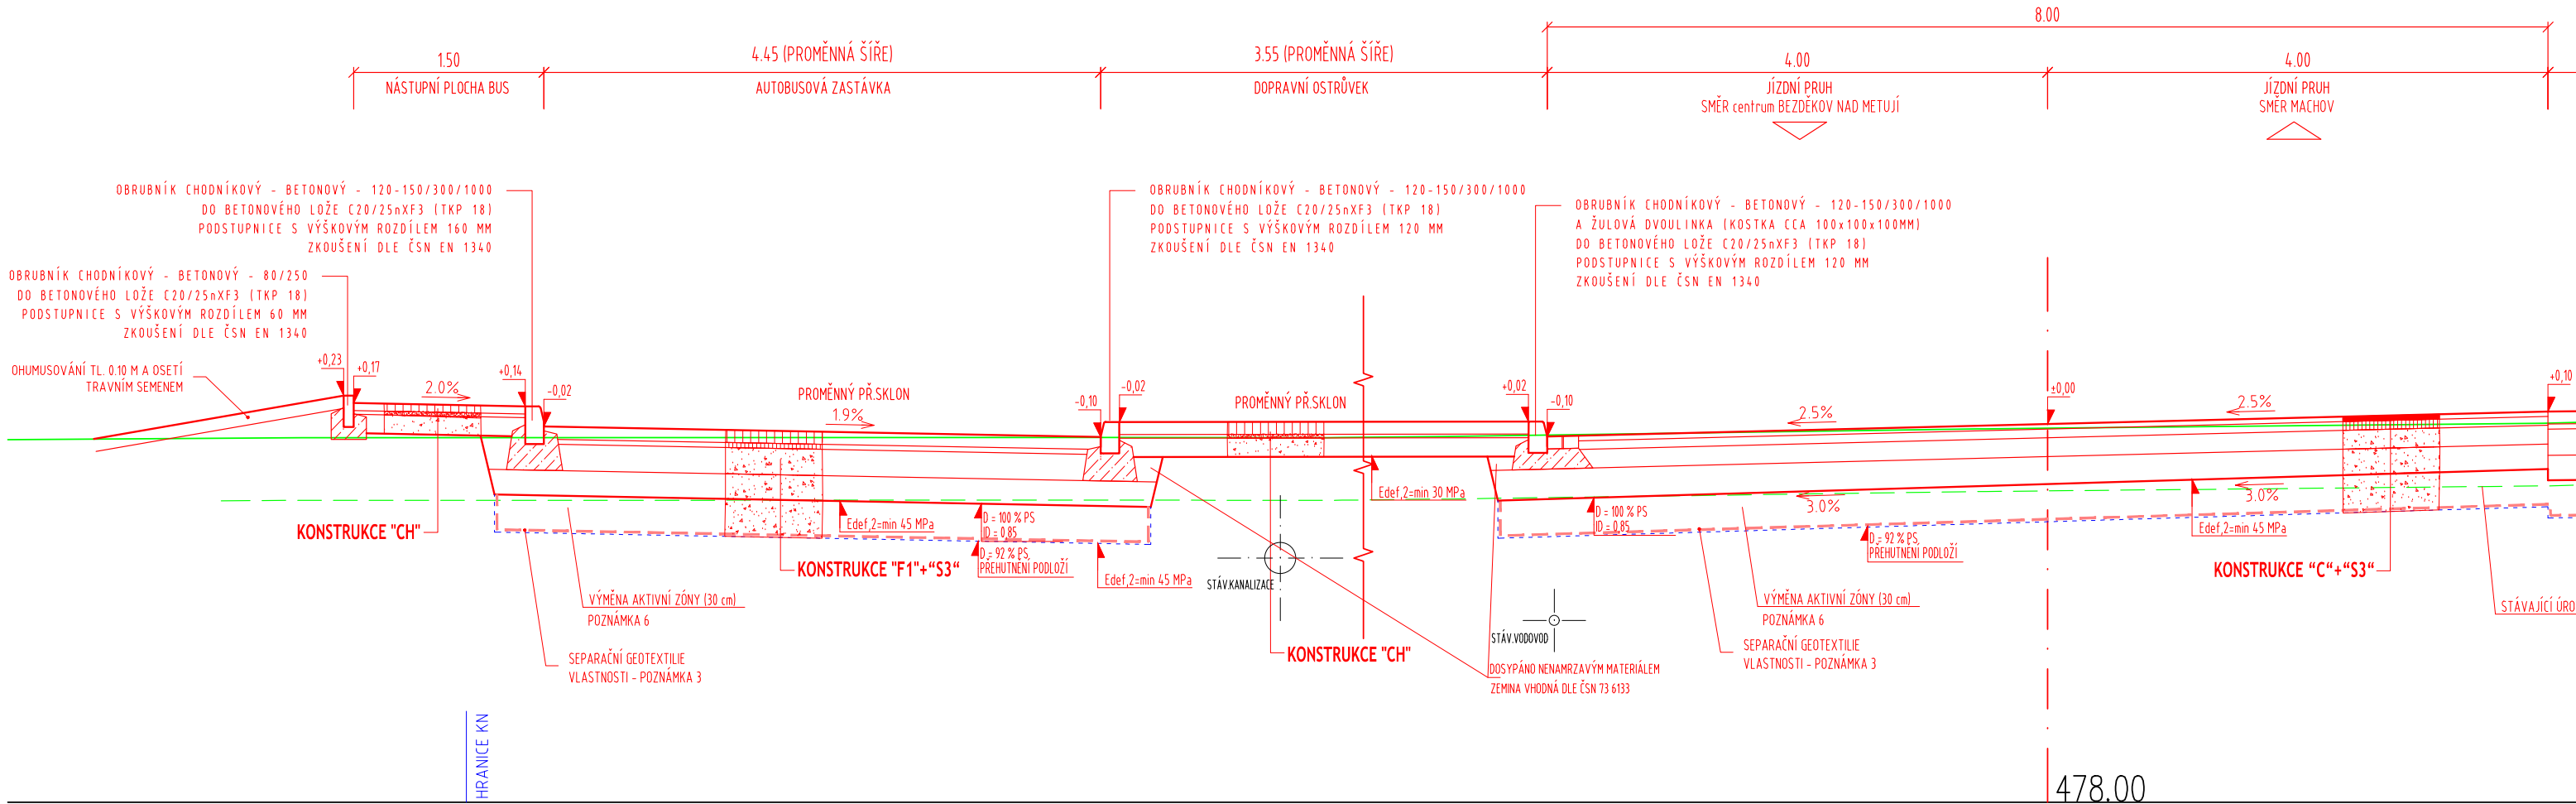 8.00
1.50
NÁSTUPNÍ PLOCHA BUS
4.45 (PROMĚNNÁ ŠÍŘE)
AUTOBUSOVÁ ZASTÁVKA
3.55 (PROMĚNNÁ ŠÍŘE)
DOPRAVNÍ OSTRŮVEK
4.00
JÍZDNÍ PRUH
SMĚR centrum BEZDĚKOV NAD METUJÍ
4.00
JÍZDNÍ PRUH
SMĚR MACHOV
OBRUBNÍK CHODNÍKOVÝ - BETONOVÝ - 120-150/300/1000
DO BETONOVÉHO LOŽE C20/25nXF3 (TKP 18)
PODSTUPNICE S VÝŠKOVÝM ROZDÍLEM 160 MM
ZKOUŠENÍ DLE ČSN EN 1340
OBRUBNÍK CHODNÍKOVÝ - BETONOVÝ - 80/250
DO BETONOVÉHO LOŽE C20/25nXF3 (TKP 18)
PODSTUPNICE S VÝŠKOVÝM ROZDÍLEM 60 MM
ZKOUŠENÍ DLE ČSN EN 1340
OBRUBNÍK CHODNÍKOVÝ - BETONOVÝ - 120-150/300/1000
DO BETONOVÉHO LOŽE C20/25nXF3 (TKP 18)
PODSTUPNICE S VÝŠKOVÝM ROZDÍLEM 120 MM
ZKOUŠENÍ DLE ČSN EN 1340
OBRUBNÍK CHODNÍKOVÝ - BETONOVÝ - 120-150/300/1000
A ŽULOVÁ DVOULINKA (KOSTKA CCA 100x100x100MM)
DO BETONOVÉHO LOŽE C20/25nXF3 (TKP 18)
PODSTUPNICE S VÝŠKOVÝM ROZDÍLEM 120 MM
ZKOUŠENÍ DLE ČSN EN 1340
OHUMUSOVÁNÍ TL. 0.10 M A OSETÍ
TRAVNÍM SEMENEM
+0,23
+0,17
2.0%
+0,14
-0,02
PROMĚNNÝ PŘ.SKLON
1.9%
-0,10
-0,02
PROMĚNNÝ PŘ.SKLON
+0,02
-0,10
2.5%
±0,00
2.5%
+0,10
KONSTRUKCE "CH"
Edef,2=min 45 MPa
D = 100 % PS
ID = 0,85
D = 92 % PS
PŘEHUTNĚNÍ PODLOŽÍ
KONSTRUKCE "F1"+“S3“
Edef,2=min 45 MPa
Edef,2=min 30 MPa
D = 100 % PS
ID = 0,85
3.0%
D = 92 % PS
PŘEHUTNĚNÍ PODLOŽÍ
3.0%
Edef,2=min 45 MPa
KONSTRUKCE “C“+“S3“
VÝMĚNA AKTIVNÍ ZÓNY (30 cm)
POZNÁMKA 6
SEPARAČNÍ GEOTEXTILIE
VLASTNOSTI - POZNÁMKA 3
STÁV.KANALIZACE
KONSTRUKCE "CH"
STÁV.VODOVOD
DOSYPÁNO NENAMRZAVÝM MATERIÁLEM
ZEMINA VHODNÁ DLE ČSN 73 6133
VÝMĚNA AKTIVNÍ ZÓNY (30 cm)
POZNÁMKA 6
SEPARAČNÍ GEOTEXTILIE
VLASTNOSTI - POZNÁMKA 3
STÁVAJÍCÍ ÚRO
HRANICE KN
478.00